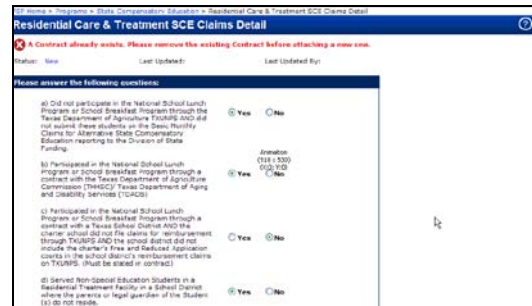 FSP Home » Programs » State Compensatory Education » Residential Care & Treatment SCE Claims Detail
Residential Care & Treatment SCE Claims Detail
A Contract already exists. Please remove the existing Contract before attaching a new one.
Status: New Last Updated: Last Updated By:
Please answer the following questions:
a) Did not participate in the National School Lunch
Program or School Breakfast Program through the
Texas Department of Agriculture TXUNPS AND did
not submit these students on the Basic Monthly
Claims for Alternative State Compensatory
Education reporting to the Division of State
Funding.
Yes No
b) Participated in the National School Lunch
Program or School Breakfast Program through a
contract with the Texas Department of Agriculture
Commission (THHSC)/ Texas Department of Aging
and Disability Services (TDADS)
Yes No
Animation
c) Participated in the National School Lunch
Program or School Breakfast Program through a
contract with a Texas School District AND the
charter school did not file claims for reimbursement
through TXUNPS AND the school district did not
include the charter's Free and Reduced Application
counts in the school district's reimbursement claims
on TXUNPS. (Must be stated in contract)
Yes No
d) Served Non-Special Education Students in a
Residential Treatment Facility in a School District
where the parents or legal guardian of the Student
(s) do not reside.
Yes No